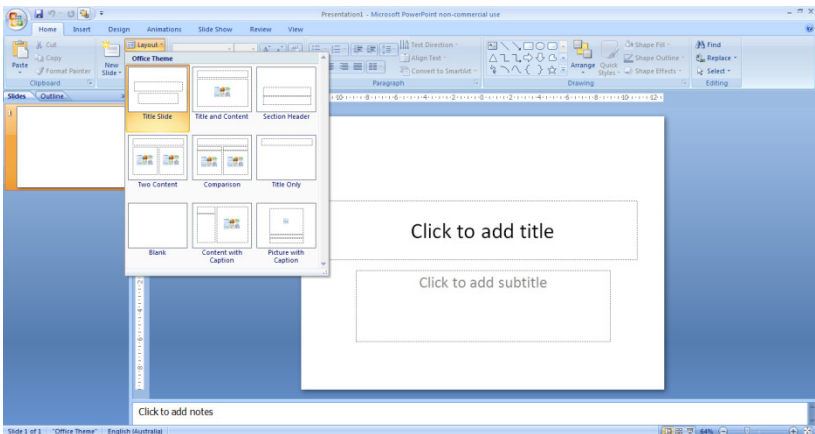 Presentation1 - Microsoft PowerPoint non-commercial use
Home Insert Design Animations Slide Show Review View
Cut
Copy
Format Painter
Paste
Clipboard
New
Slide
Layout
Text Direction
Align Text
Convert to SmartArt
Paragraph
Arrange
Quick
Styles
Shape Fill
Shape Outline
Shape Effects
Drawing
Find
Replace
Select
Editing
Slides Outline
Office Theme
Title Slide Title and Content Section Header
Two Content Comparison Title Only
Blank Content with Caption Picture with Caption
1
Click to add title
Click to add subtitle
Click to add notes
Slide 1 of 1 "Office Theme" English (Australia) 64%